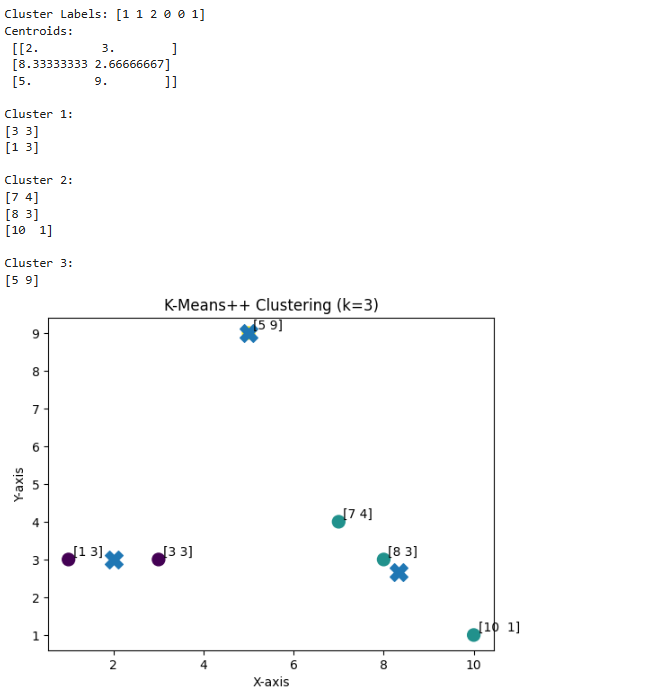 Cluster Labels: [1 1 2 0 0 1]
Centroids:
[[2. 3. ]
[8.33333333 2.66666667]
[5. 9. ]]
Cluster 1:
[3 3]
[1 3]
Cluster 2:
[7 4]
[8 3]
[10 1]
Cluster 3:
[5 9]
K-Means++ Clustering (k=3)
[5 9]
9
8
7
6
5
4
3
2
1
Y-axis
[7 4]
[1 3]
[3 3]
[8 3]
[10 1]
2 4 6 8 10
X-axis